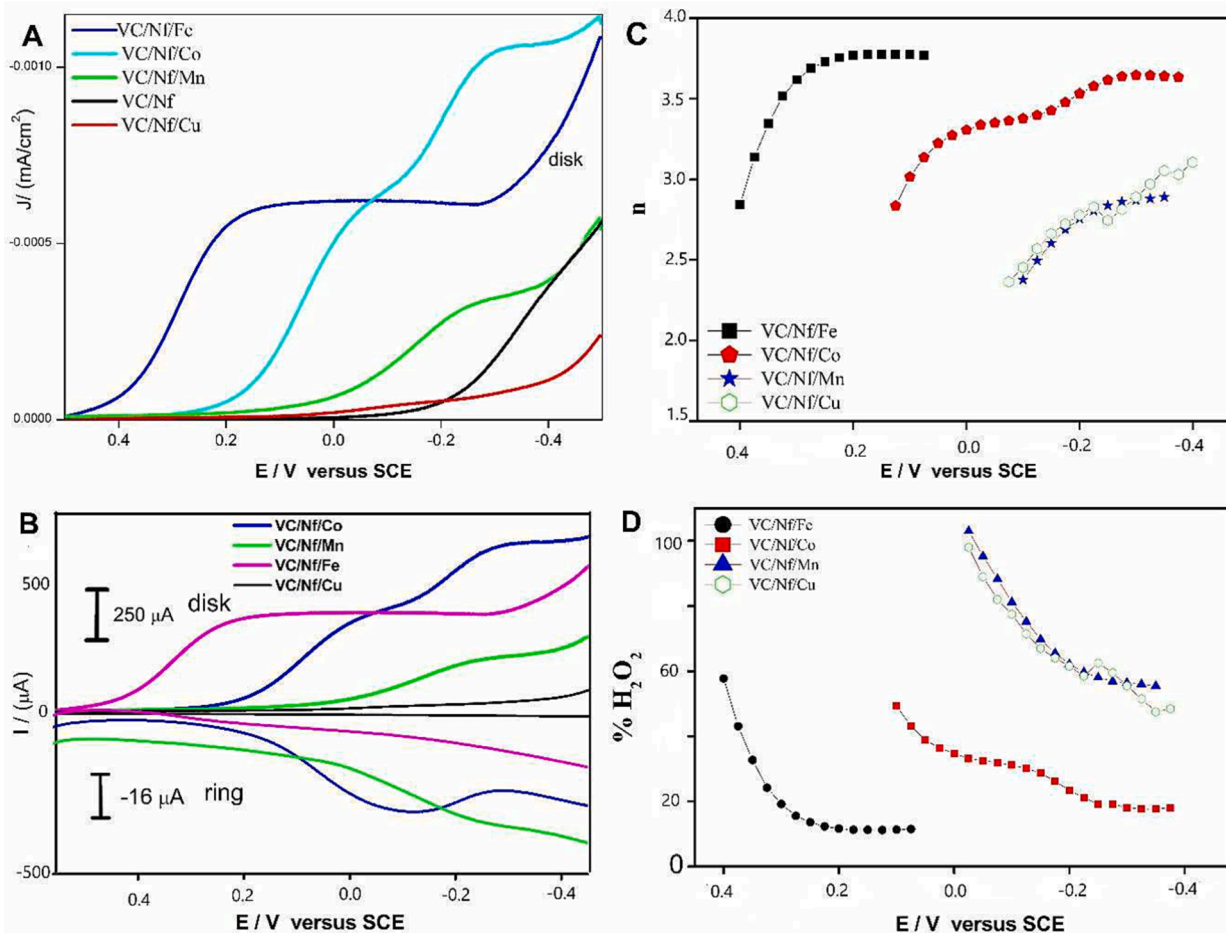 A
VC/Nf/Fe
VC/Nf/Co
VC/Nf/Mn
VC/Nf
VC/Nf/Cu
disk
-0.0010
-0.0005
0.0000
J/ (mA/cm²)
0.4 0.2 0.0 -0.2 -0.4
E / V versus SCE
C
4.0
3.5
3.0
2.5
2.0
1.5
n
VC/Nf/Fe
VC/Nf/Co
VC/Nf/Mn
VC/Nf/Cu
0.4 0.2 0.0 -0.2 -0.4
E / V versus SCE
B
VC/Nf/Co
VC/Nf/Mn
VC/Nf/Fe
VC/Nf/Cu
500
0
-500
I / (μA)
250 μA disk
-16 μA ring
0.4 0.2 0.0 -0.2 -0.4
E / V versus SCE
D
VC/Nf/Fe
VC/Nf/Co
VC/Nf/Mn
VC/Nf/Cu
100
60
20
0
% H₂O₂
0.4 0.2 0.0 -0.2 -0.4
E / V versus SCE